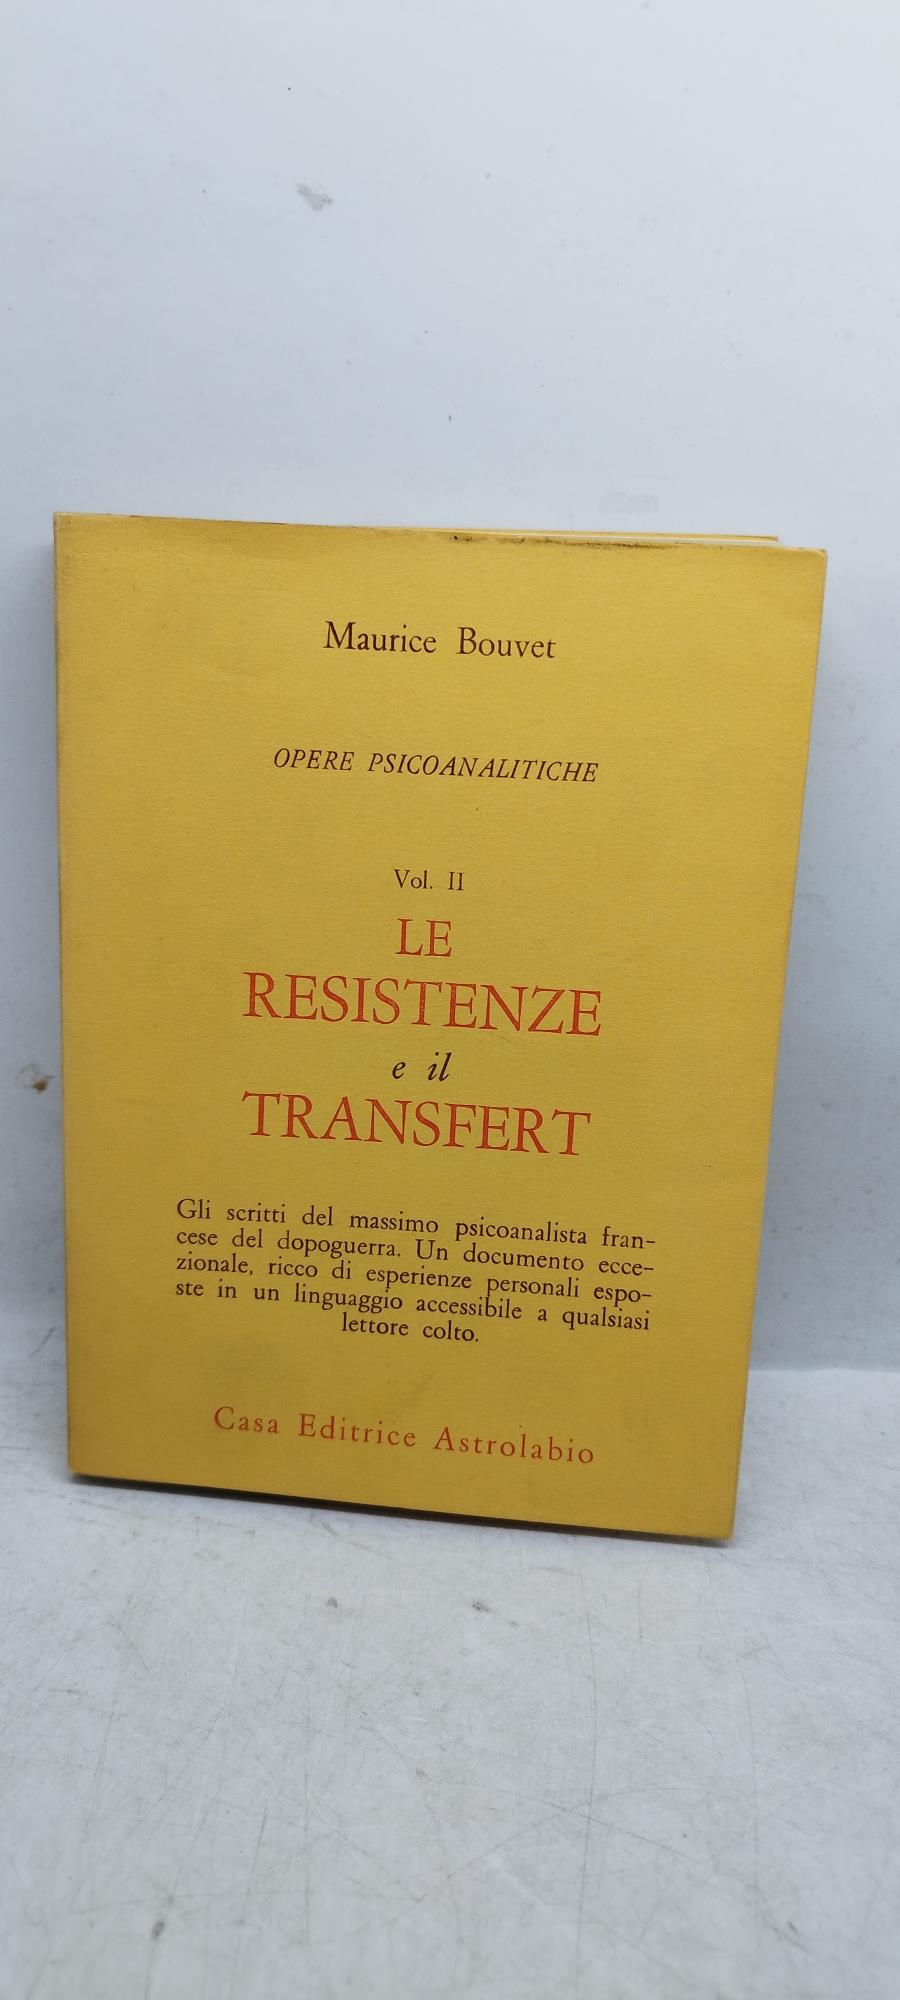 Maurice Bouvet
OPERE PSICOANALITICHE
Vol. II
LE
RESISTENZE
e il
TRANSFERT
Gli scritti del massimo psicoanalista fran-
cese del dopoguerra. Un documento ecce-
zionale, ricco di esperienze personali espo-
ste in un linguaggio accessibile a qualsiasi
lettore colto.
Casa Editrice Astrolabio